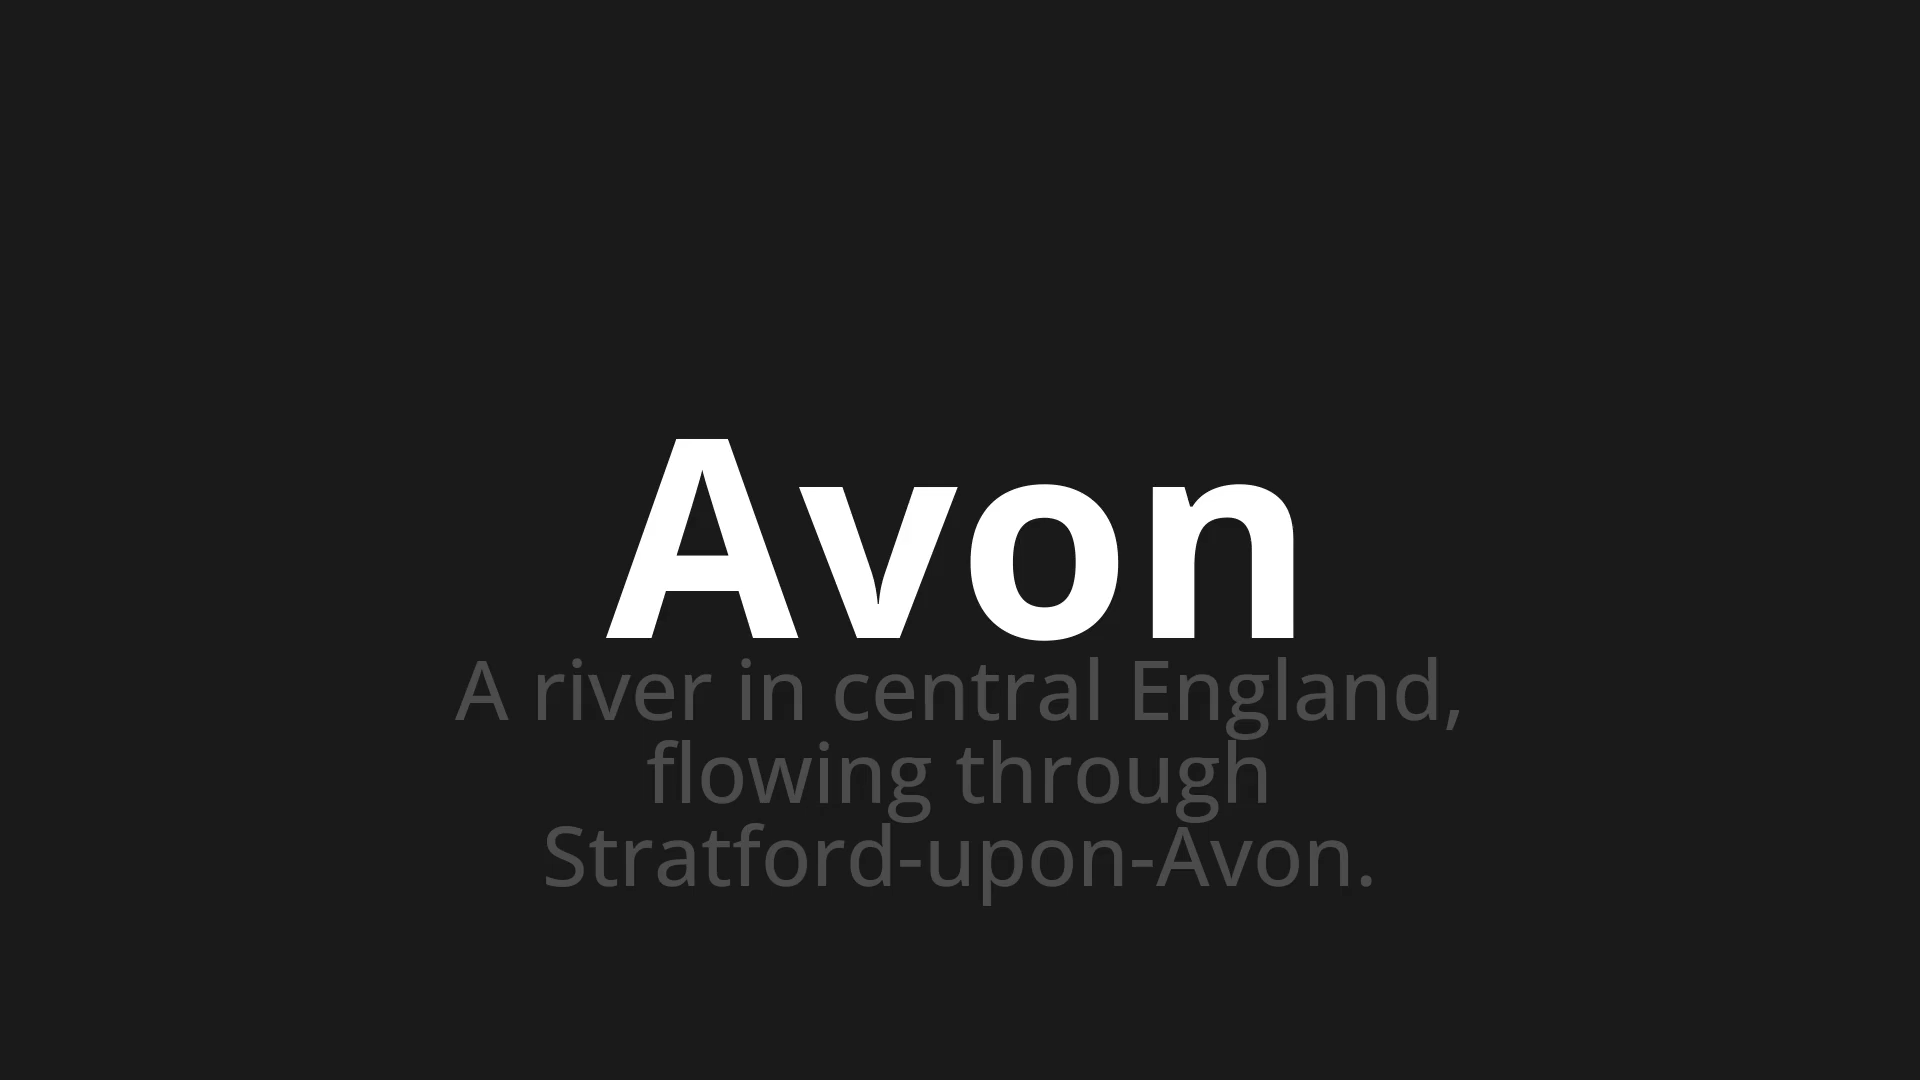 Avon
A river in central England,
flowing through
Stratford-upon-Avon.